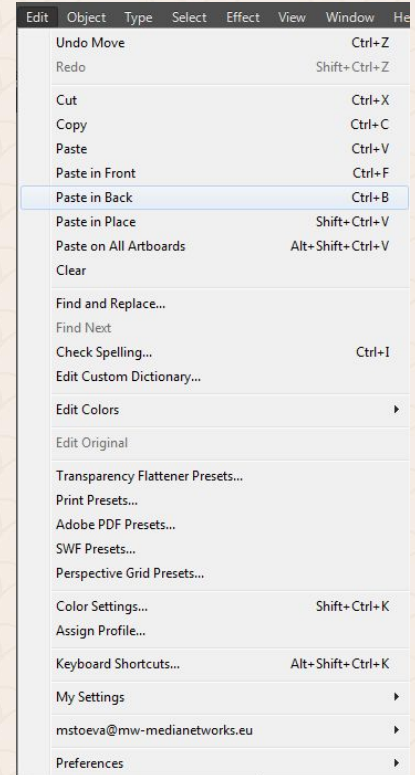 Edit Object Type Select Effect View Window He
Undo Move Ctrl+Z
Redo Shift+Ctrl+Z
Cut Ctrl+X
Copy Ctrl+C
Paste Ctrl+V
Paste in Front Ctrl+F
Paste in Back Ctrl+B
Paste in Place Shift+Ctrl+V
Paste on All Artboards Alt+Shift+Ctrl+V
Clear
Find and Replace...
Find Next
Check Spelling... Ctrl+I
Edit Custom Dictionary...
Edit Colors
Edit Original
Transparency Flattener Presets...
Print Presets...
Adobe PDF Presets...
SWF Presets...
Perspective Grid Presets...
Color Settings... Shift+Ctrl+K
Assign Profile...
Keyboard Shortcuts... Alt+Shift+Ctrl+K
My Settings
mstoeva@mw-medianetworks.eu
Preferences